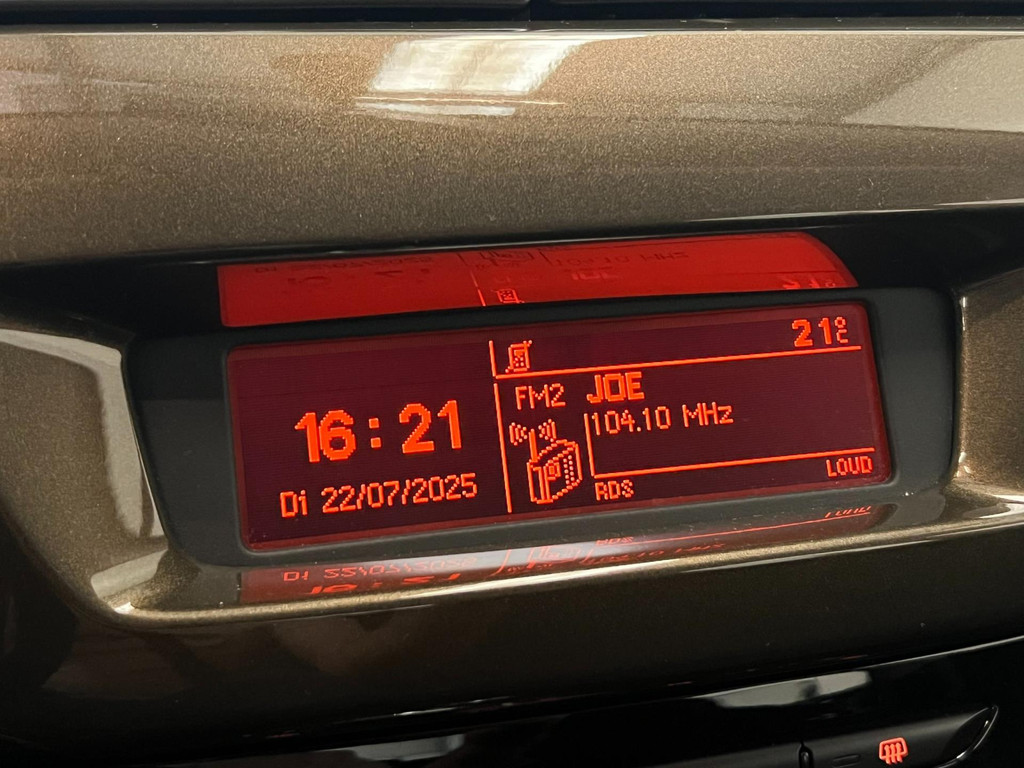 21°C
FM2 JOE
104.10 MHz
16:21
Di 22/07/2025
LOUD
RDS